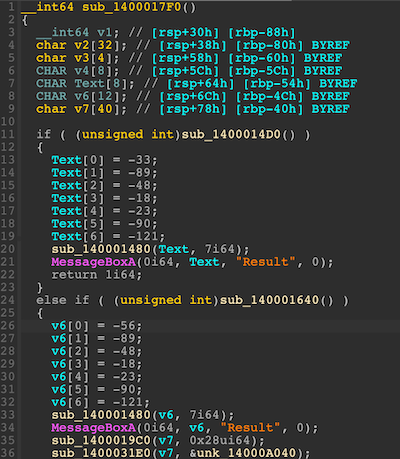 1 __int64 sub_1400017F0()
2 {
3 __int64 v1; // [rsp+30h] [rbp-88h]
4 char v2[32]; // [rsp+38h] [rbp-80h] BYREF
5 char v3[4]; // [rsp+58h] [rbp-60h] BYREF
6 CHAR v4[8]; // [rsp+5Ch] [rbp-5Ch] BYREF
7 CHAR Text[8]; // [rsp+64h] [rbp-54h] BYREF
8 CHAR v6[12]; // [rsp+6Ch] [rbp-4Ch] BYREF
9 char v7[40]; // [rsp+78h] [rbp-40h] BYREF
10
11 if ( (unsigned int)sub_1400014D0() )
12 {
13 Text[0] = -33;
14 Text[1] = -89;
15 Text[2] = -48;
16 Text[3] = -18;
17 Text[4] = -23;
18 Text[5] = -90;
19 Text[6] = -121;
20 sub_140001480(Text, 7i64);
21 MessageBoxA(0i64, Text, "Result", 0);
22 return 1i64;
23 }
24 else if ( (unsigned int)sub_140001640() )
25 {
26 v6[0] = -56;
27 v6[1] = -89;
28 v6[2] = -48;
29 v6[3] = -18;
30 v6[4] = -23;
31 v6[5] = -90;
32 v6[6] = -121;
33 sub_140001480(v6, 7i64);
34 MessageBoxA(0i64, v6, "Result", 0);
35 sub_1400019C0(v7, 0x28ui64);
36 sub_1400031E0(v7, &unk_14000A040);